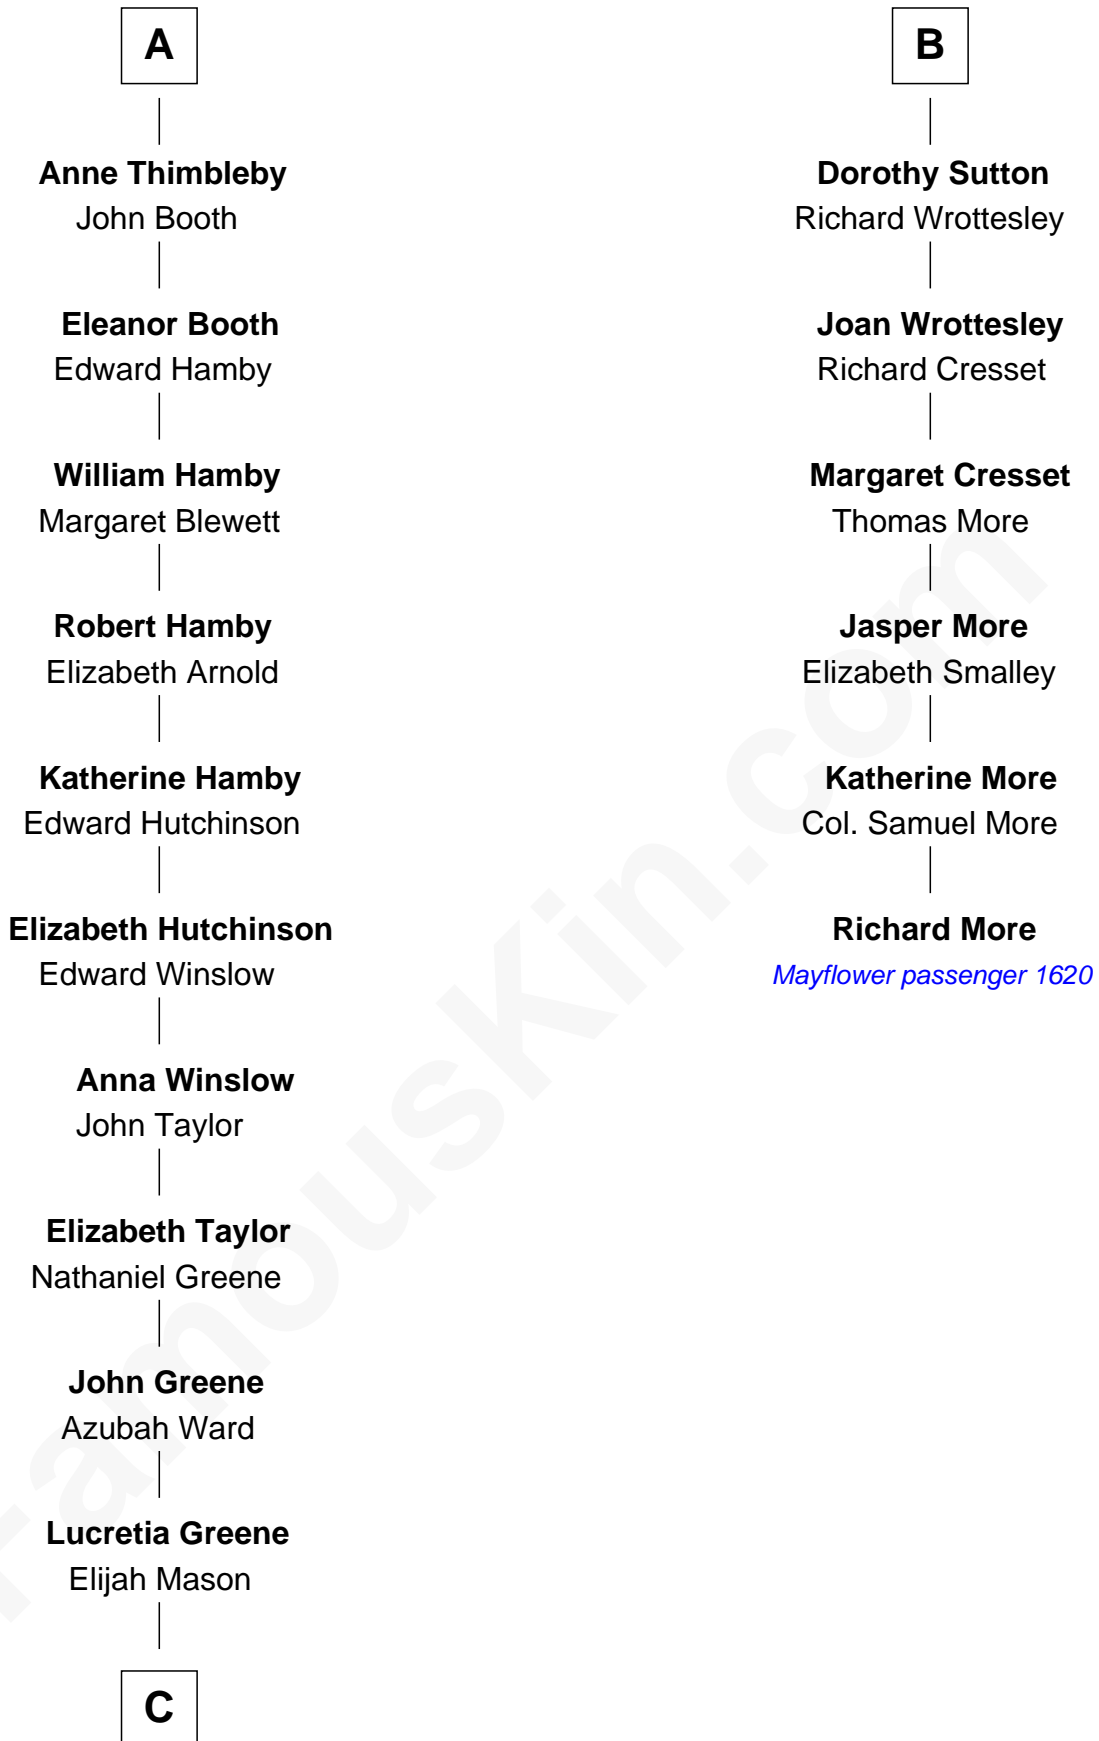 A
Anne Thimbleby
John Booth
Eleanor Booth
Edward Hamby
William Hamby
Margaret Blewett
Robert Hamby
Elizabeth Arnold
Katherine Hamby
Edward Hutchinson
Elizabeth Hutchinson
Edward Winslow
Anna Winslow
John Taylor
Elizabeth Taylor
Nathaniel Greene
John Greene
Azubah Ward
Lucretia Greene
Elijah Mason
C
B
Dorothy Sutton
Richard Wrottesley
Joan Wrottesley
Richard Cresset
Margaret Cresset
Thomas More
Jasper More
Elizabeth Smalley
Katherine More
Col. Samuel More
Richard More
Mayflower passenger 1620
FamousKin.com